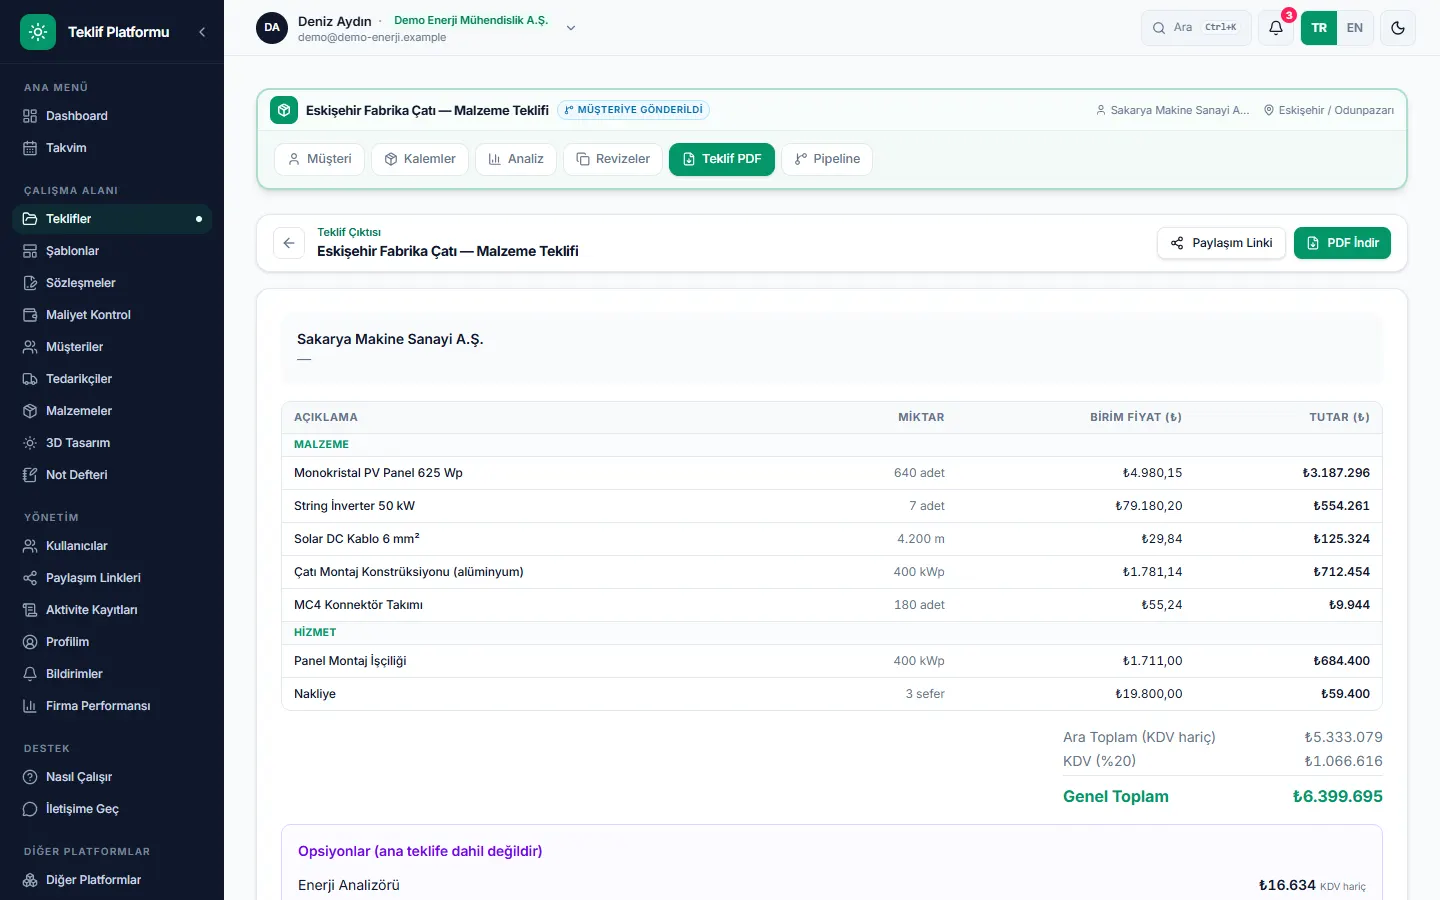 Teklif Platformu
ANA MENÜ
Dashboard
Takvim
ÇALIŞMA ALANI
Teklifler
Şablonlar
Sözleşmeler
Maliyet Kontrol
Müşteriler
Tedarikçiler
Malzemeler
3D Tasarım
Not Defteri
YÖNETİM
Kullanıcılar
Paylaşım Linkleri
Aktivite Kayıtları
Profilim
Bildirimler
Firma Performansı
DESTEK
Nasıl Çalışır
İletişime Geç
DİĞER PLATFORMLAR
Diğer Platformlar
DA
Deniz Aydın · Demo Enerji Mühendislik A.Ş.
demo@demo-enerji.example
Ara Ctrl+K
3
TR EN
Eskişehir Fabrika Çatı — Malzeme Teklifi MÜŞTERİYE GÖNDERİLDİ
Sakarya Makine Sanayi A... Eskişehir / Odunpazarı
Müşteri Kalemler Analiz Revizeler Teklif PDF Pipeline
Teklif Çıktısı
Eskişehir Fabrika Çatı — Malzeme Teklifi
Paylaşım Linki PDF İndir
Sakarya Makine Sanayi A.Ş.
—
AÇIKLAMA MİKTAR BİRİM FİYAT (₺) TUTAR (₺)
MALZEME
Monokristal PV Panel 625 Wp 640 adet ₺4.980,15 ₺3.187.296
String İnverter 50 kW 7 adet ₺79.180,20 ₺554.261
Solar DC Kablo 6 mm² 4.200 m ₺29,84 ₺125.324
Çatı Montaj Konstrüksiyonu (alüminyum) 400 kWp ₺1.781,14 ₺712.454
MC4 Konnektör Takımı 180 adet ₺55,24 ₺9.944
HİZMET
Panel Montaj İşçiliği 400 kWp ₺1.711,00 ₺684.400
Nakliye 3 sefer ₺19.800,00 ₺59.400
Ara Toplam (KDV hariç) ₺5.333.079
KDV (%20) ₺1.066.616
Genel Toplam ₺6.399.695
Opsiyonlar (ana teklife dahil değildir)
Enerji Analizörü ₺16.634 KDV hariç